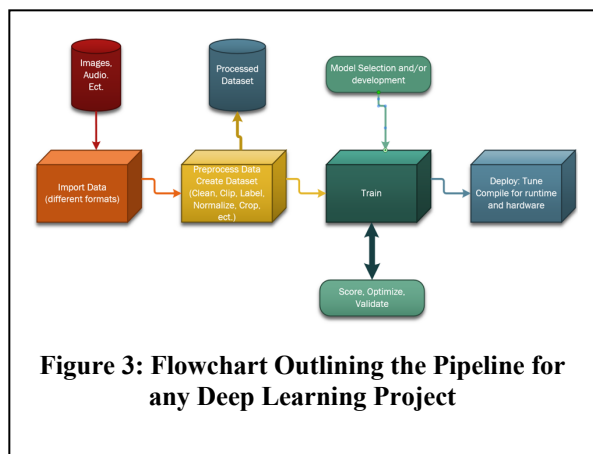 Images,
Audio,
Ect.
Processed
Dataset
Model Selection and/or
development
Import Data
(different formats)
Preprocess Data
Create Dataset
(Clean, Clip, Label,
Normalize, Crop,
ect.)
Train
Deploy: Tune
Compile for runtime
and hardware
Score, Optimize,
Validate
Figure 3: Flowchart Outlining the Pipeline for
any Deep Learning Project